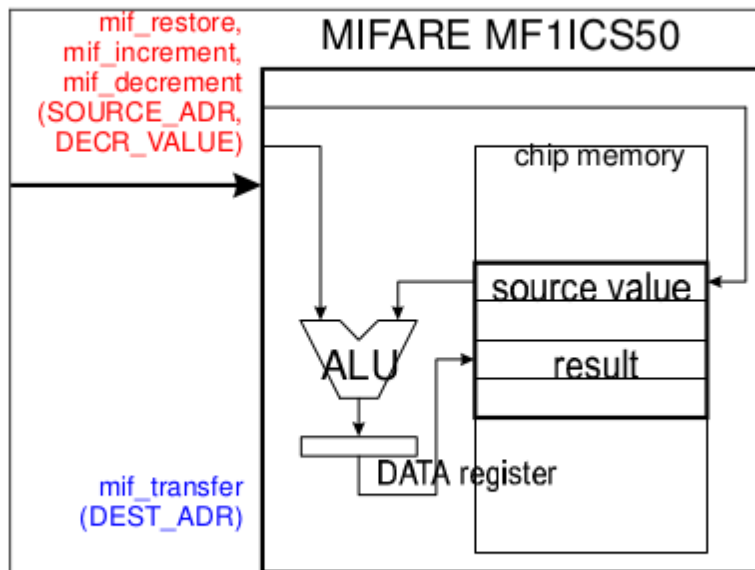 mif_restore,
mif_increment,
mif_decrement
(SOURCE_ADR,
DECR_VALUE)
MIFARE MF1ICS50
chip memory
source value
ALU
result
DATA register
mif_transfer
(DEST_ADR)